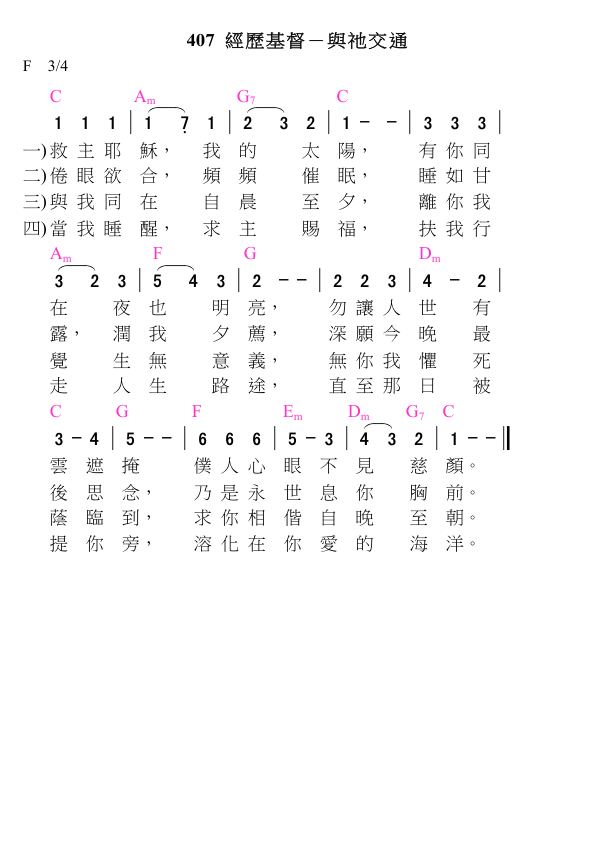 407 經歷基督－與祂交通
F 3/4
C Am G7 C
1 1 1 | 1 7 1 | 2 3 2 | 1 - - | 3 3 3 |
一)救主耶穌，我的太陽，有你同
二)倦眼欲合，頻頻催眠，睡如甘
三)與我同在自晨至夕，離你我
四)當我睡醒，求主賜福，扶我行
Am F G Dm
3 2 3 | 5 4 3 | 2 - - | 2 2 3 | 4 - 2 |
在夜也明亮，勿讓人世有
露，潤我夕薦，深願今晚最
覺生無意義，無你我懼死
走人生路途，直至那日被
C G F Em Dm G7 C
3 - 4 | 5 - - | 6 6 6 | 5 - 3 | 4 3 2 | 1 - - ‖
雲遮掩僕人心眼不見慈顏。
後思念，乃是永世息你胸前。
蔭臨到，求你相偕自晚至朝。
提你旁，溶化在你愛的海洋。